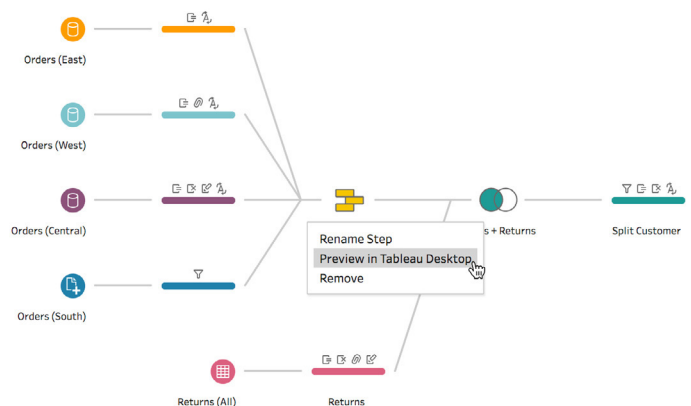 Orders (East)
Orders (West)
Orders (Central)
Rename Step
Preview in Tableau Desktop
Remove
s + Returns
Split Customer
Orders (South)
Returns (All)
Returns